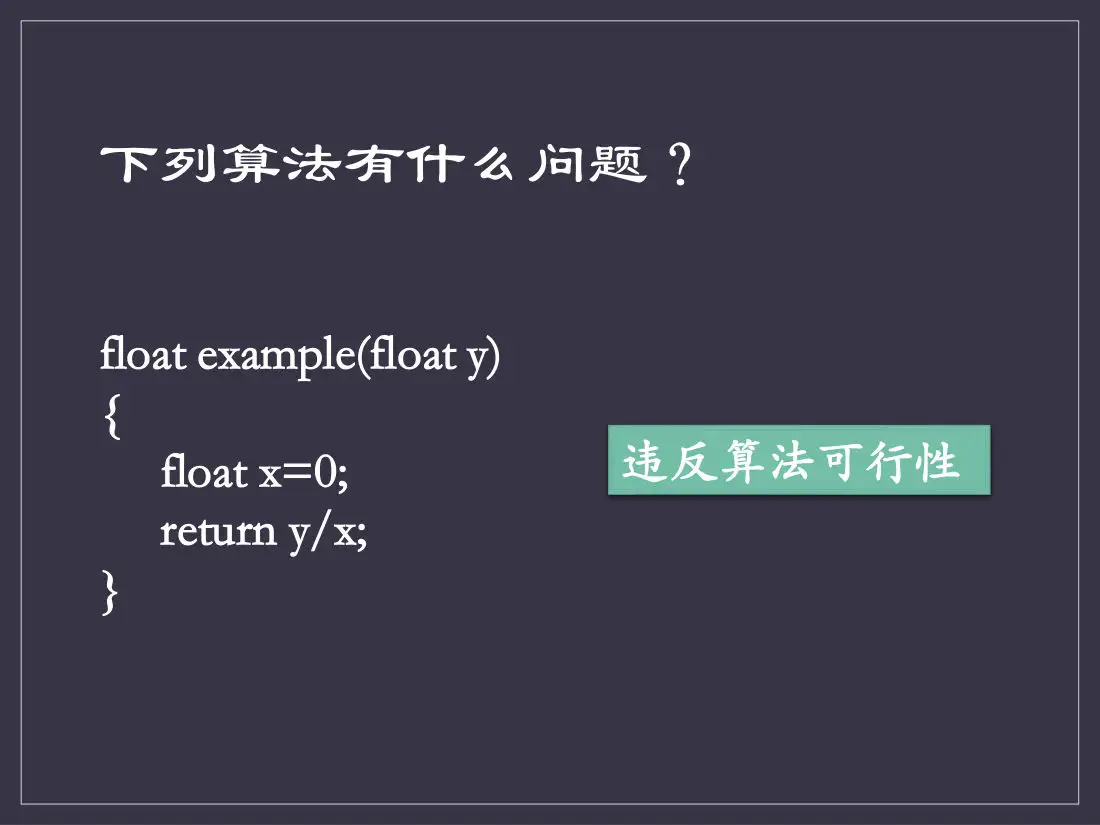 下列算法有什么问题？
float example(float y)
{
float x=0;
return y/x;
}
违反算法可行性